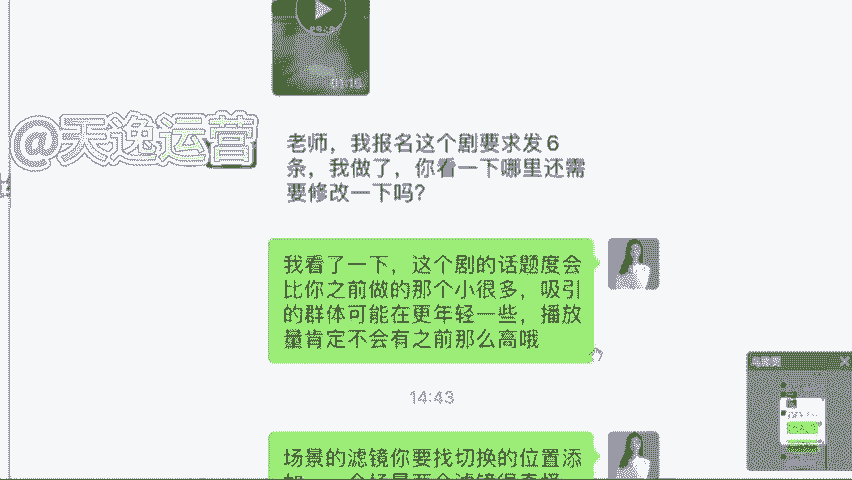 01:15
@天逸运营
老师，我报名这个剧要求发6
条，我做了，你看一下哪里还需
要修改一下吗？
我看了一下，这个剧的话题度会
比你之前做的那个小很多，吸引
的群体可能在更年轻一些，播放
量肯定不会有之前那么高哦
14:43
场景的滤镜你要找切换的位置添